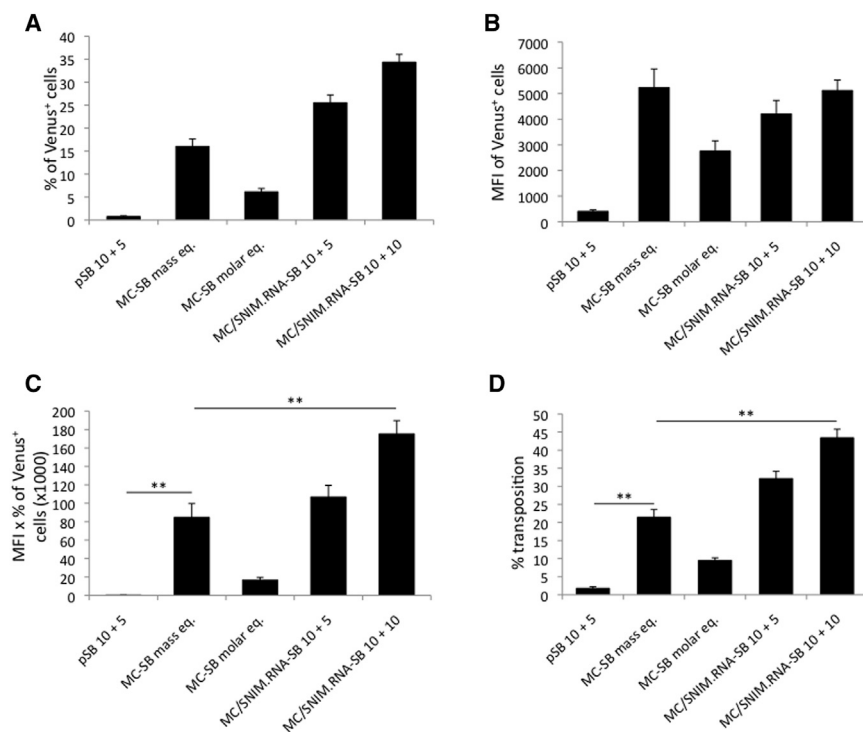 A
% of Venus+ cells
40
35
30
25
20
15
10
5
0
pSB 10 + 5
MC-SB mass eq.
MC-SB molar eq.
MC/SNIM.RNA-SB 10 + 5
MC/SNIM.RNA-SB 10 + 10
B
MFI of Venus+ cells
7000
6000
5000
4000
3000
2000
1000
0
pSB 10 + 5
MC-SB mass eq.
MC-SB molar eq.
MC/SNIM.RNA-SB 10 + 5
MC/SNIM.RNA-SB 10 + 10
C
MFI x % of Venus+
cells (x1000)
200
180
160
140
120
100
80
60
40
20
0
**
**
pSB 10 + 5
MC-SB mass eq.
MC-SB molar eq.
MC/SNIM.RNA-SB 10 + 5
MC/SNIM.RNA-SB 10 + 10
D
% transposition
50
45
40
35
30
25
20
15
10
5
0
**
**
pSB 10 + 5
MC-SB mass eq.
MC-SB molar eq.
MC/SNIM.RNA-SB 10 + 5
MC/SNIM.RNA-SB 10 + 10